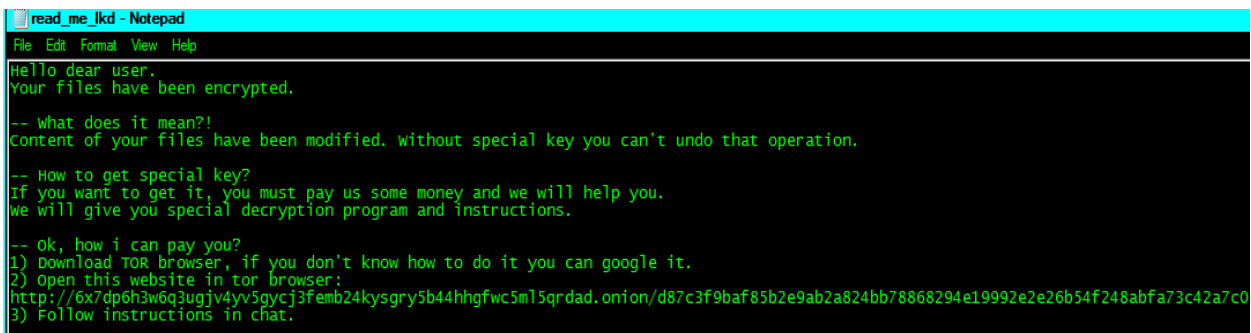 read_me_lkd - Notepad
File Edit Format View Help
Hello dear user.
Your files have been encrypted.
-- What does it mean?!
Content of your files have been modified. Without special key you can't undo that operation.
-- How to get special key?
If you want to get it, you must pay us some money and we will help you.
We will give you special decryption program and instructions.
-- Ok, how i can pay you?
1) Download TOR browser, if you don't know how to do it you can google it.
2) Open this website in tor browser:
http://6x7dp6h3w6q3ugjv4yv5gycj3femb24kysgry5b44hhgfwc5ml5qrdad.onion/d87c3f9baf85b2e9ab2a824bb78868294e19992e2e26b54f248abfa73c42a7c0
3) Follow instructions in chat.